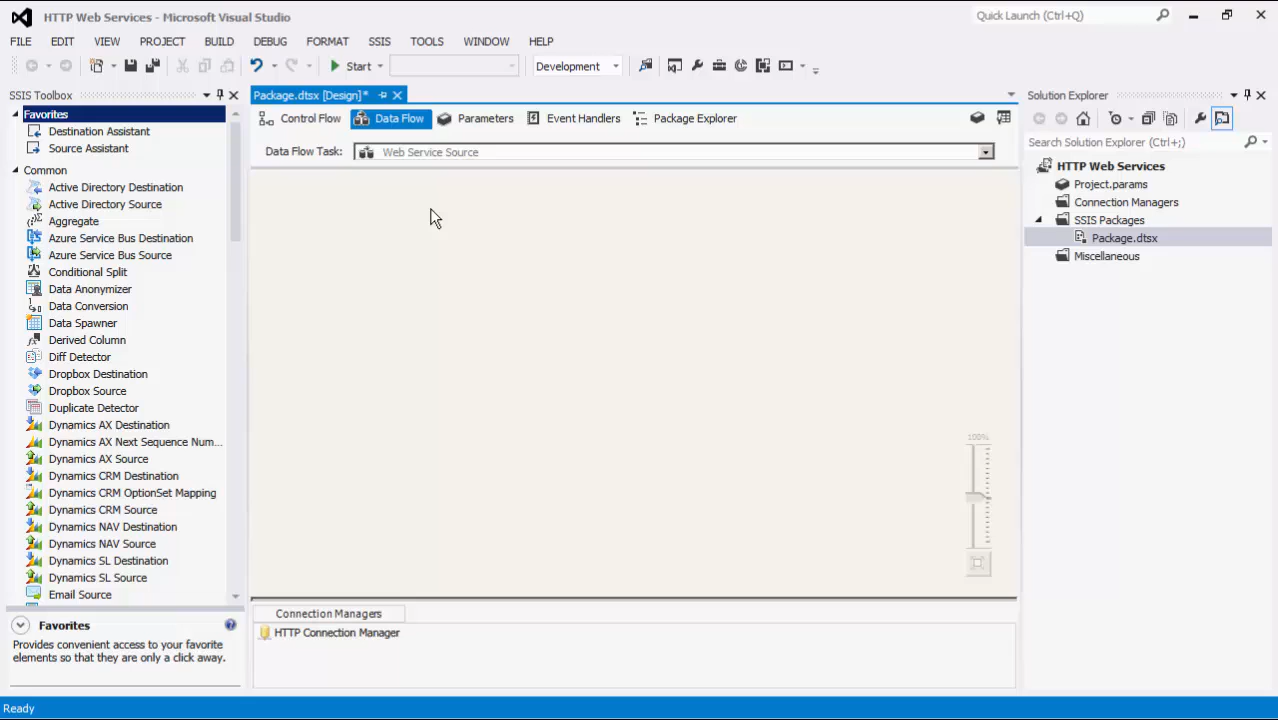 HTTP Web Services - Microsoft Visual Studio
Quick Launch (Ctrl+Q)
FILE EDIT VIEW PROJECT BUILD DEBUG FORMAT SSIS TOOLS WINDOW HELP
Start
Development
SSIS Toolbox
Favorites
Destination Assistant
Source Assistant
Common
Active Directory Destination
Active Directory Source
Aggregate
Azure Service Bus Destination
Azure Service Bus Source
Conditional Split
Data Anonymizer
Data Conversion
Data Spawner
Derived Column
Diff Detector
Dropbox Destination
Dropbox Source
Duplicate Detector
Dynamics AX Destination
Dynamics AX Next Sequence Num...
Dynamics AX Source
Dynamics CRM Destination
Dynamics CRM OptionSet Mapping
Dynamics CRM Source
Dynamics NAV Destination
Dynamics NAV Source
Dynamics SL Destination
Dynamics SL Source
Email Source
Favorites
Provides convenient access to your favorite
elements so that they are only a click away.
Package.dtsx [Design]*
Control Flow Data Flow Parameters Event Handlers Package Explorer
Data Flow Task: Web Service Source
100%
Connection Managers
HTTP Connection Manager
Solution Explorer
Search Solution Explorer (Ctrl+;)
HTTP Web Services
Project.params
Connection Managers
SSIS Packages
Package.dtsx
Miscellaneous
Ready